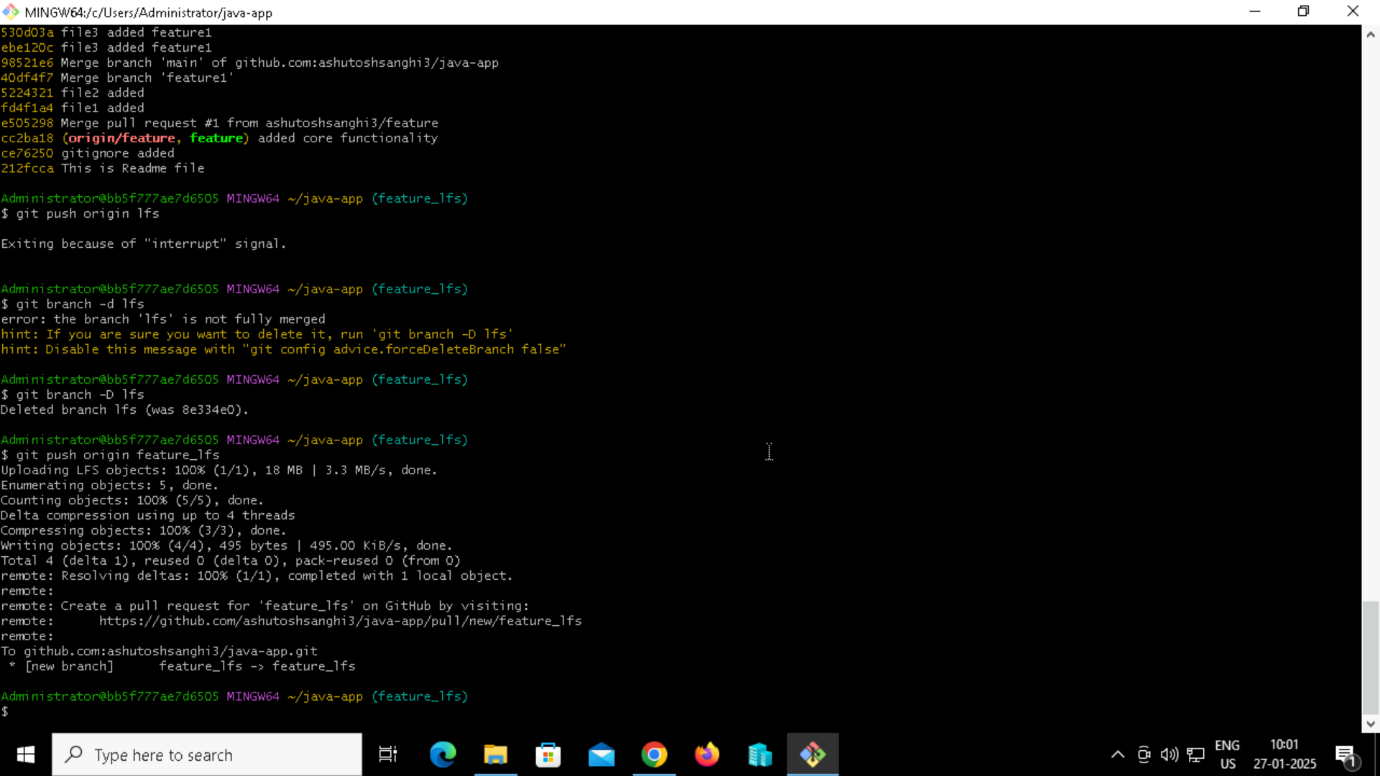 MINGW64:/c/Users/Administrator/java-app
530d03a file3 added feature1
ebe120c file3 added feature1
98521e6 Merge branch 'main' of github.com:ashutoshsanghi3/java-app
40df4f7 Merge branch 'feature1'
5224321 file2 added
fd4f1a4 file1 added
e505298 Merge pull request #1 from ashutoshsanghi3/feature
cc2ba18 (origin/feature, feature) added core functionality
ce76250 gitignore added
212fcca This is Readme file
Administrator@bb5f777ae7d6505 MINGW64 ~/java-app (feature_lfs)
$ git push origin lfs
Exiting because of "interrupt" signal.
Administrator@bb5f777ae7d6505 MINGW64 ~/java-app (feature_lfs)
$ git branch -d lfs
error: the branch 'lfs' is not fully merged
hint: If you are sure you want to delete it, run 'git branch -D lfs'
hint: Disable this message with "git config advice.forceDeleteBranch false"
Administrator@bb5f777ae7d6505 MINGW64 ~/java-app (feature_lfs)
$ git branch -D lfs
Deleted branch lfs (was 8e334e0).
Administrator@bb5f777ae7d6505 MINGW64 ~/java-app (feature_lfs)
$ git push origin feature_lfs
Uploading LFS objects: 100% (1/1), 18 MB | 3.3 MB/s, done.
Enumerating objects: 5, done.
Counting objects: 100% (5/5), done.
Delta compression using up to 4 threads
Compressing objects: 100% (3/3), done.
Writing objects: 100% (4/4), 495 bytes | 495.00 KiB/s, done.
Total 4 (delta 1), reused 0 (delta 0), pack-reused 0 (from 0)
remote: Resolving deltas: 100% (1/1), completed with 1 local object.
remote:
remote: Create a pull request for 'feature_lfs' on GitHub by visiting:
remote:      https://github.com/ashutoshsanghi3/java-app/pull/new/feature_lfs
remote:
To github.com:ashutoshsanghi3/java-app.git
 * [new branch]      feature_lfs -> feature_lfs
Administrator@bb5f777ae7d6505 MINGW64 ~/java-app (feature_lfs)
$
Type here to search
ENG
US
10:01
27-01-2025
1